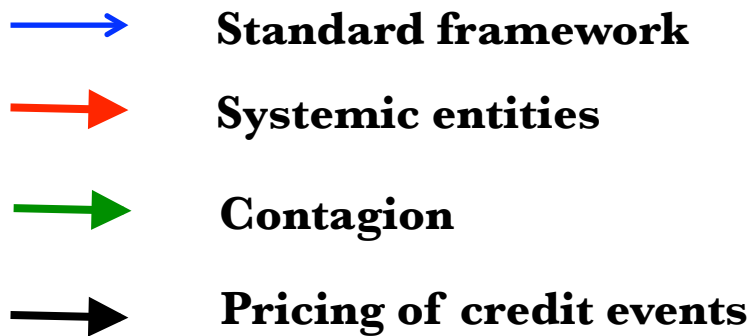 Standard framework
Systemic entities
Contagion
Pricing of credit events